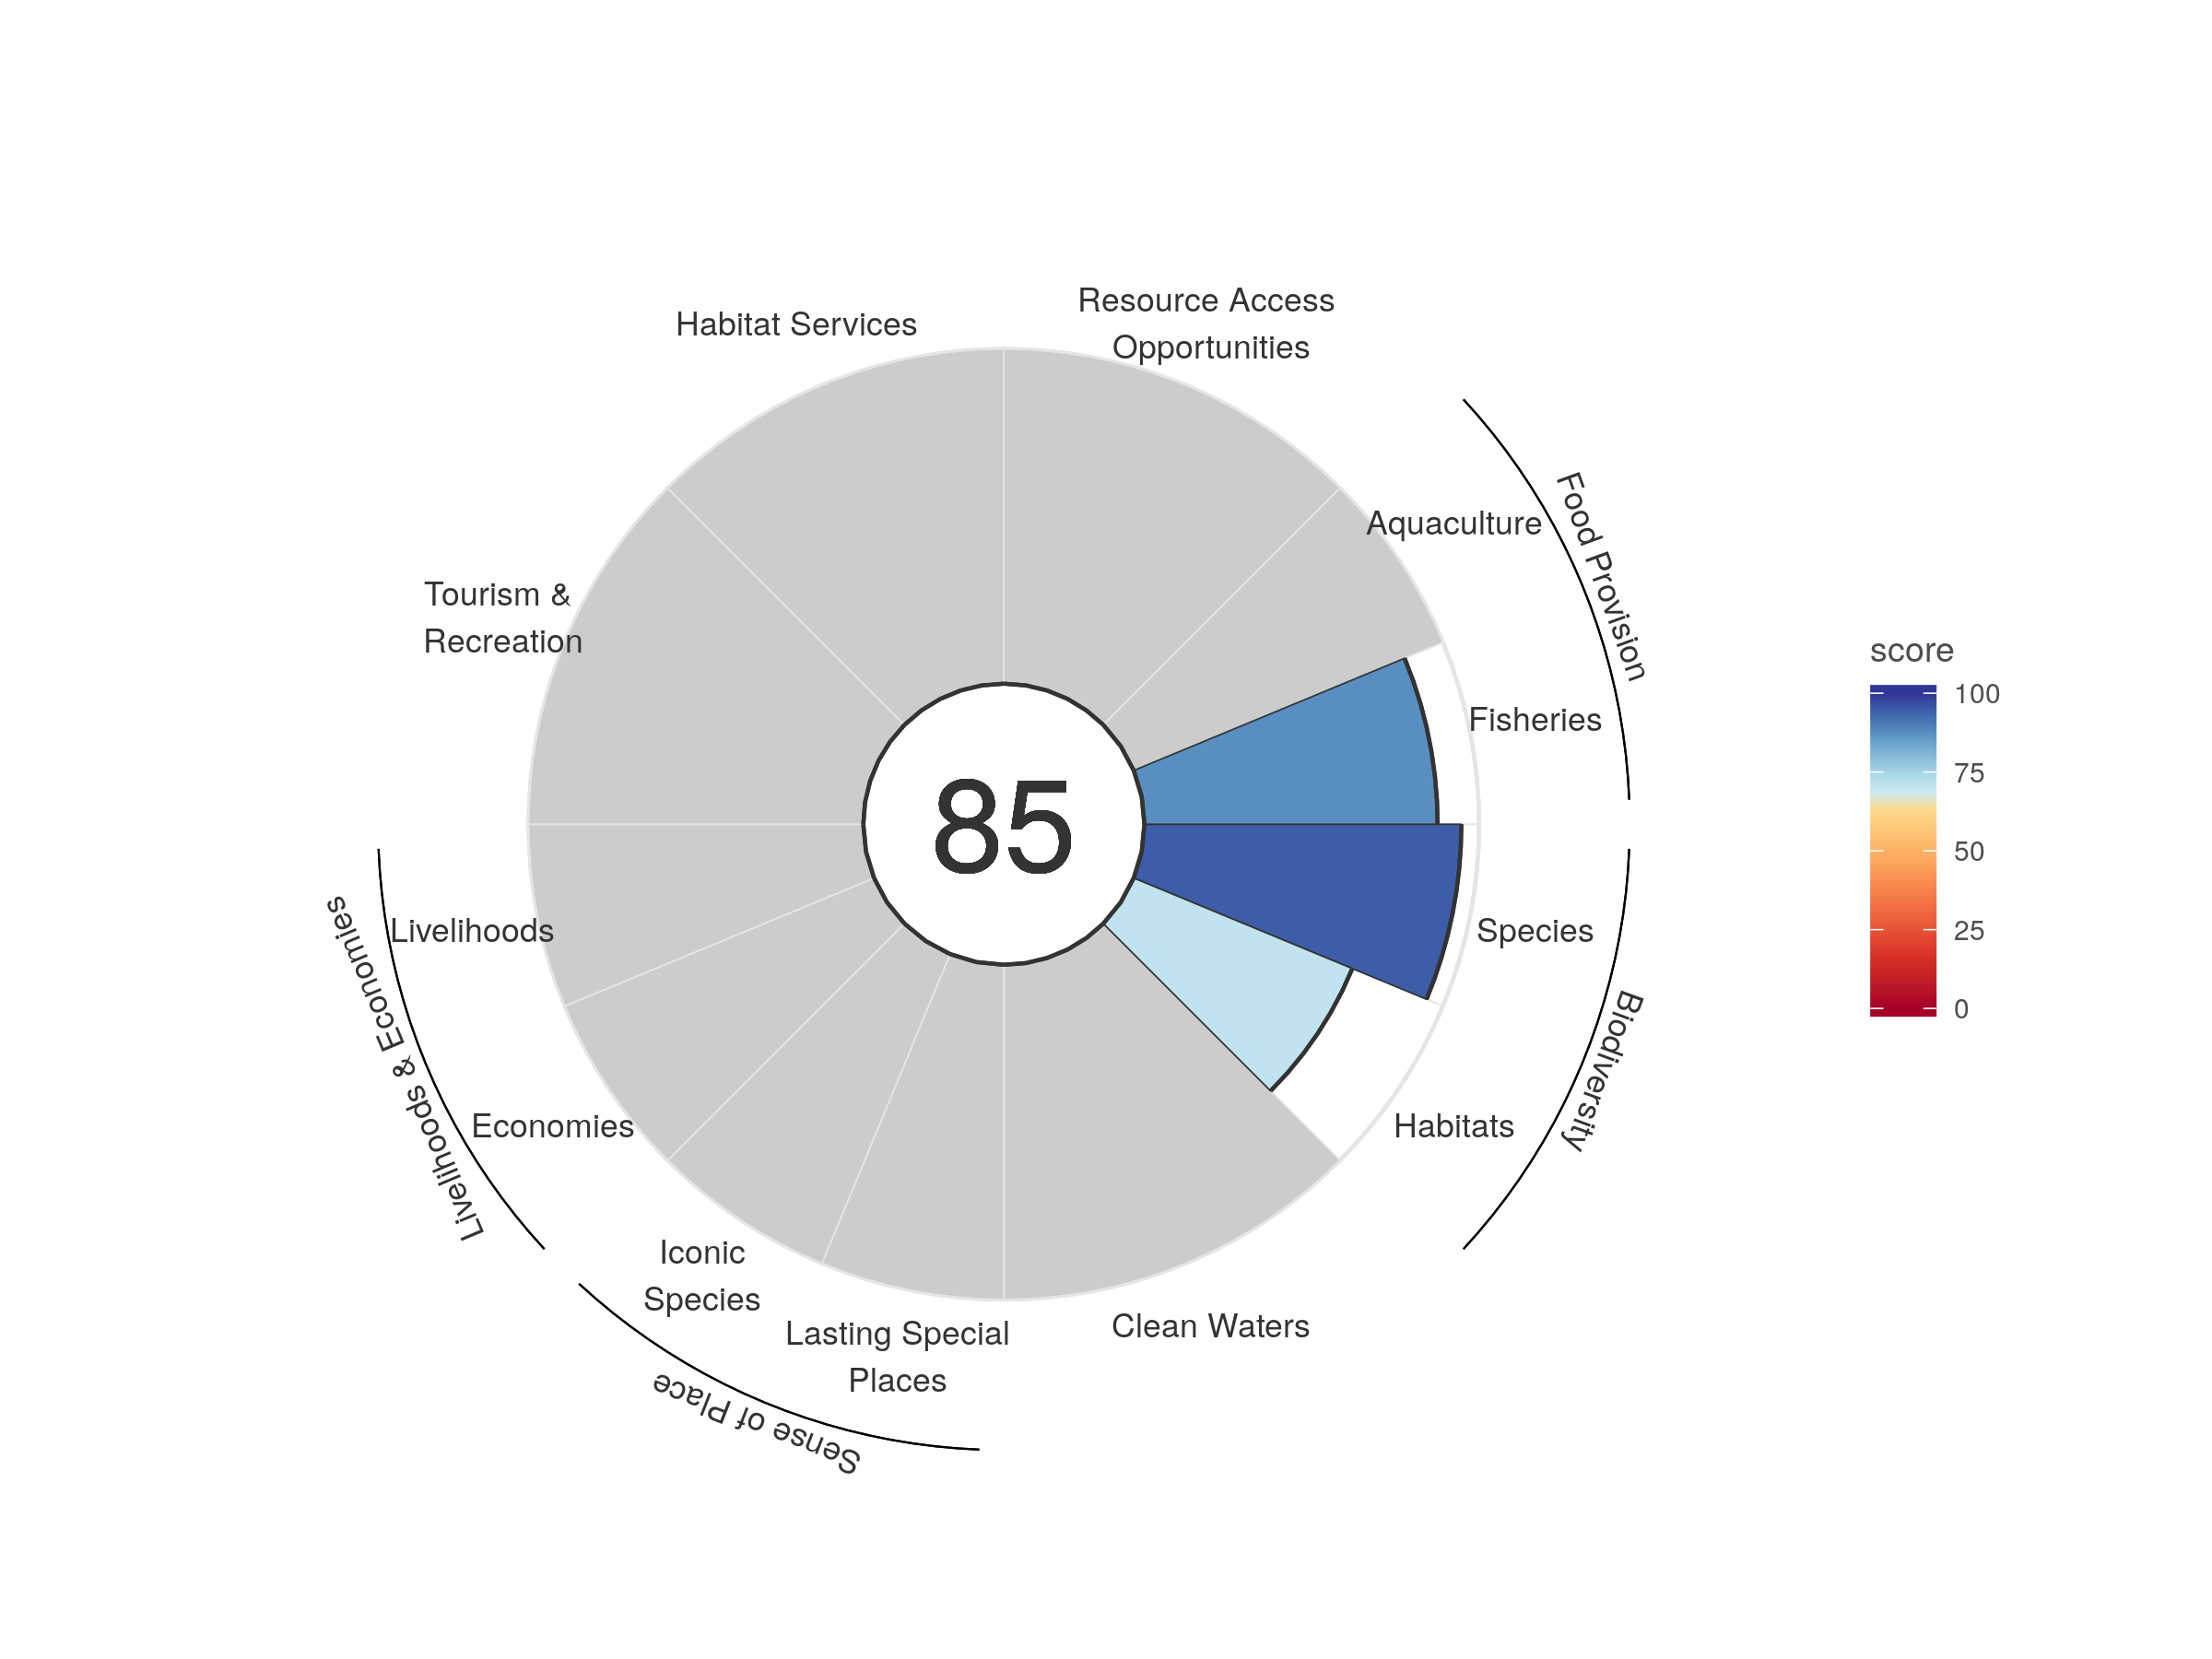 Resource Access
Opportunities
Habitat Services
Aquaculture
Food Provision
Tourism &
Recreation
Fisheries
score
100
75
50
25
0
85
Livelihoods
Species
Livelihoods & Economies
Biodiversity
Economies
Habitats
Iconic
Species
Lasting Special
Places
Clean Waters
Sense of Place